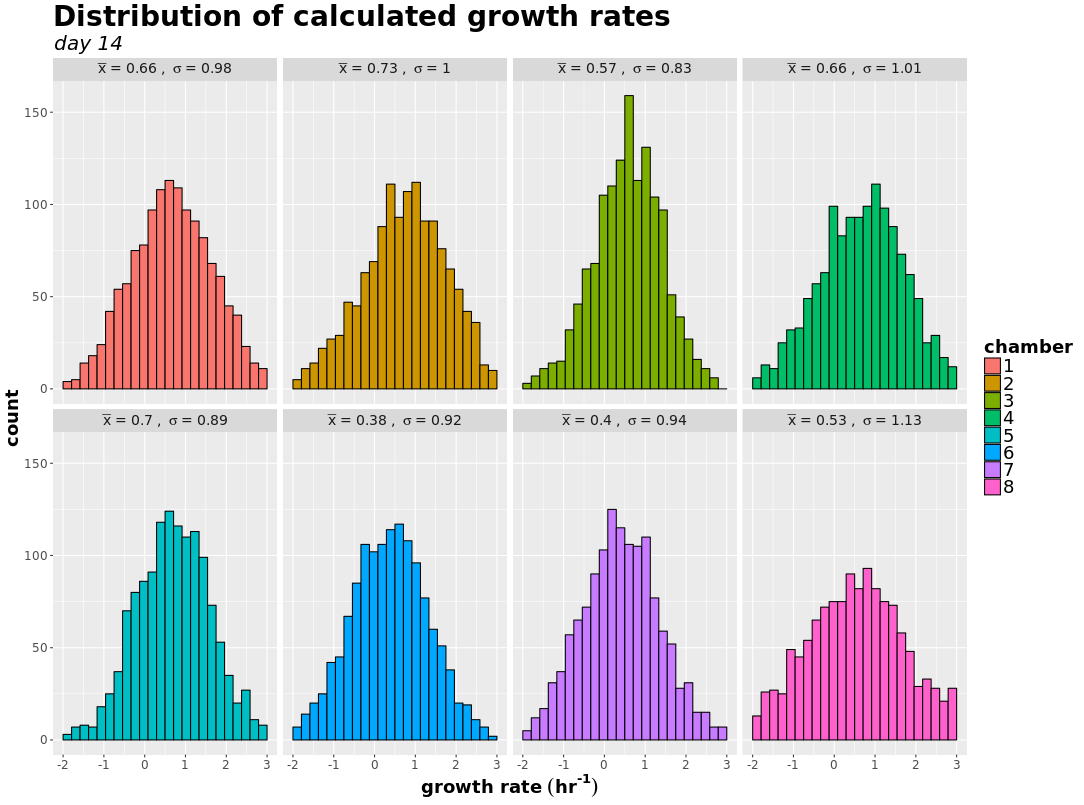 Distribution of calculated growth rates
day 14
x̅ = 0.66 , σ = 0.98
x̅ = 0.73 , σ = 1
x̅ = 0.57 , σ = 0.83
x̅ = 0.66 , σ = 1.01
150
100
50
0
x̅ = 0.7 , σ = 0.89
x̅ = 0.38 , σ = 0.92
x̅ = 0.4 , σ = 0.94
x̅ = 0.53 , σ = 1.13
150
100
50
0
count
-2 -1 0 1 2 3
-2 -1 0 1 2 3
-2 -1 0 1 2 3
-2 -1 0 1 2 3
growth rate (hr⁻¹)
chamber
1
2
3
4
5
6
7
8